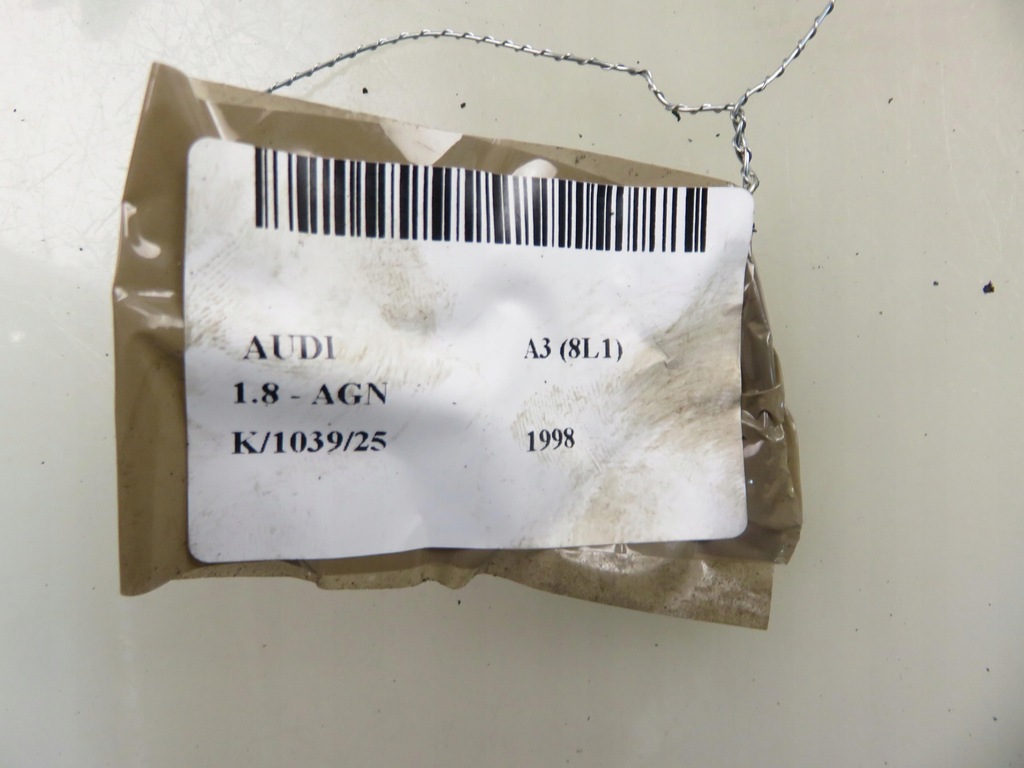 AUDI A3 (8L1)
1.8 - AGN
K/1039/25 1998